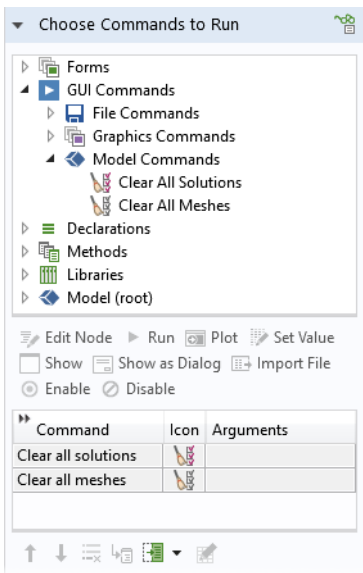 Choose Commands to Run
Forms
GUI Commands
File Commands
Graphics Commands
Model Commands
Clear All Solutions
Clear All Meshes
Declarations
Methods
Libraries
Model (root)
Edit Node Run Plot Set Value
Show Show as Dialog Import File
Enable Disable
Command Icon Arguments
Clear all solutions
Clear all meshes